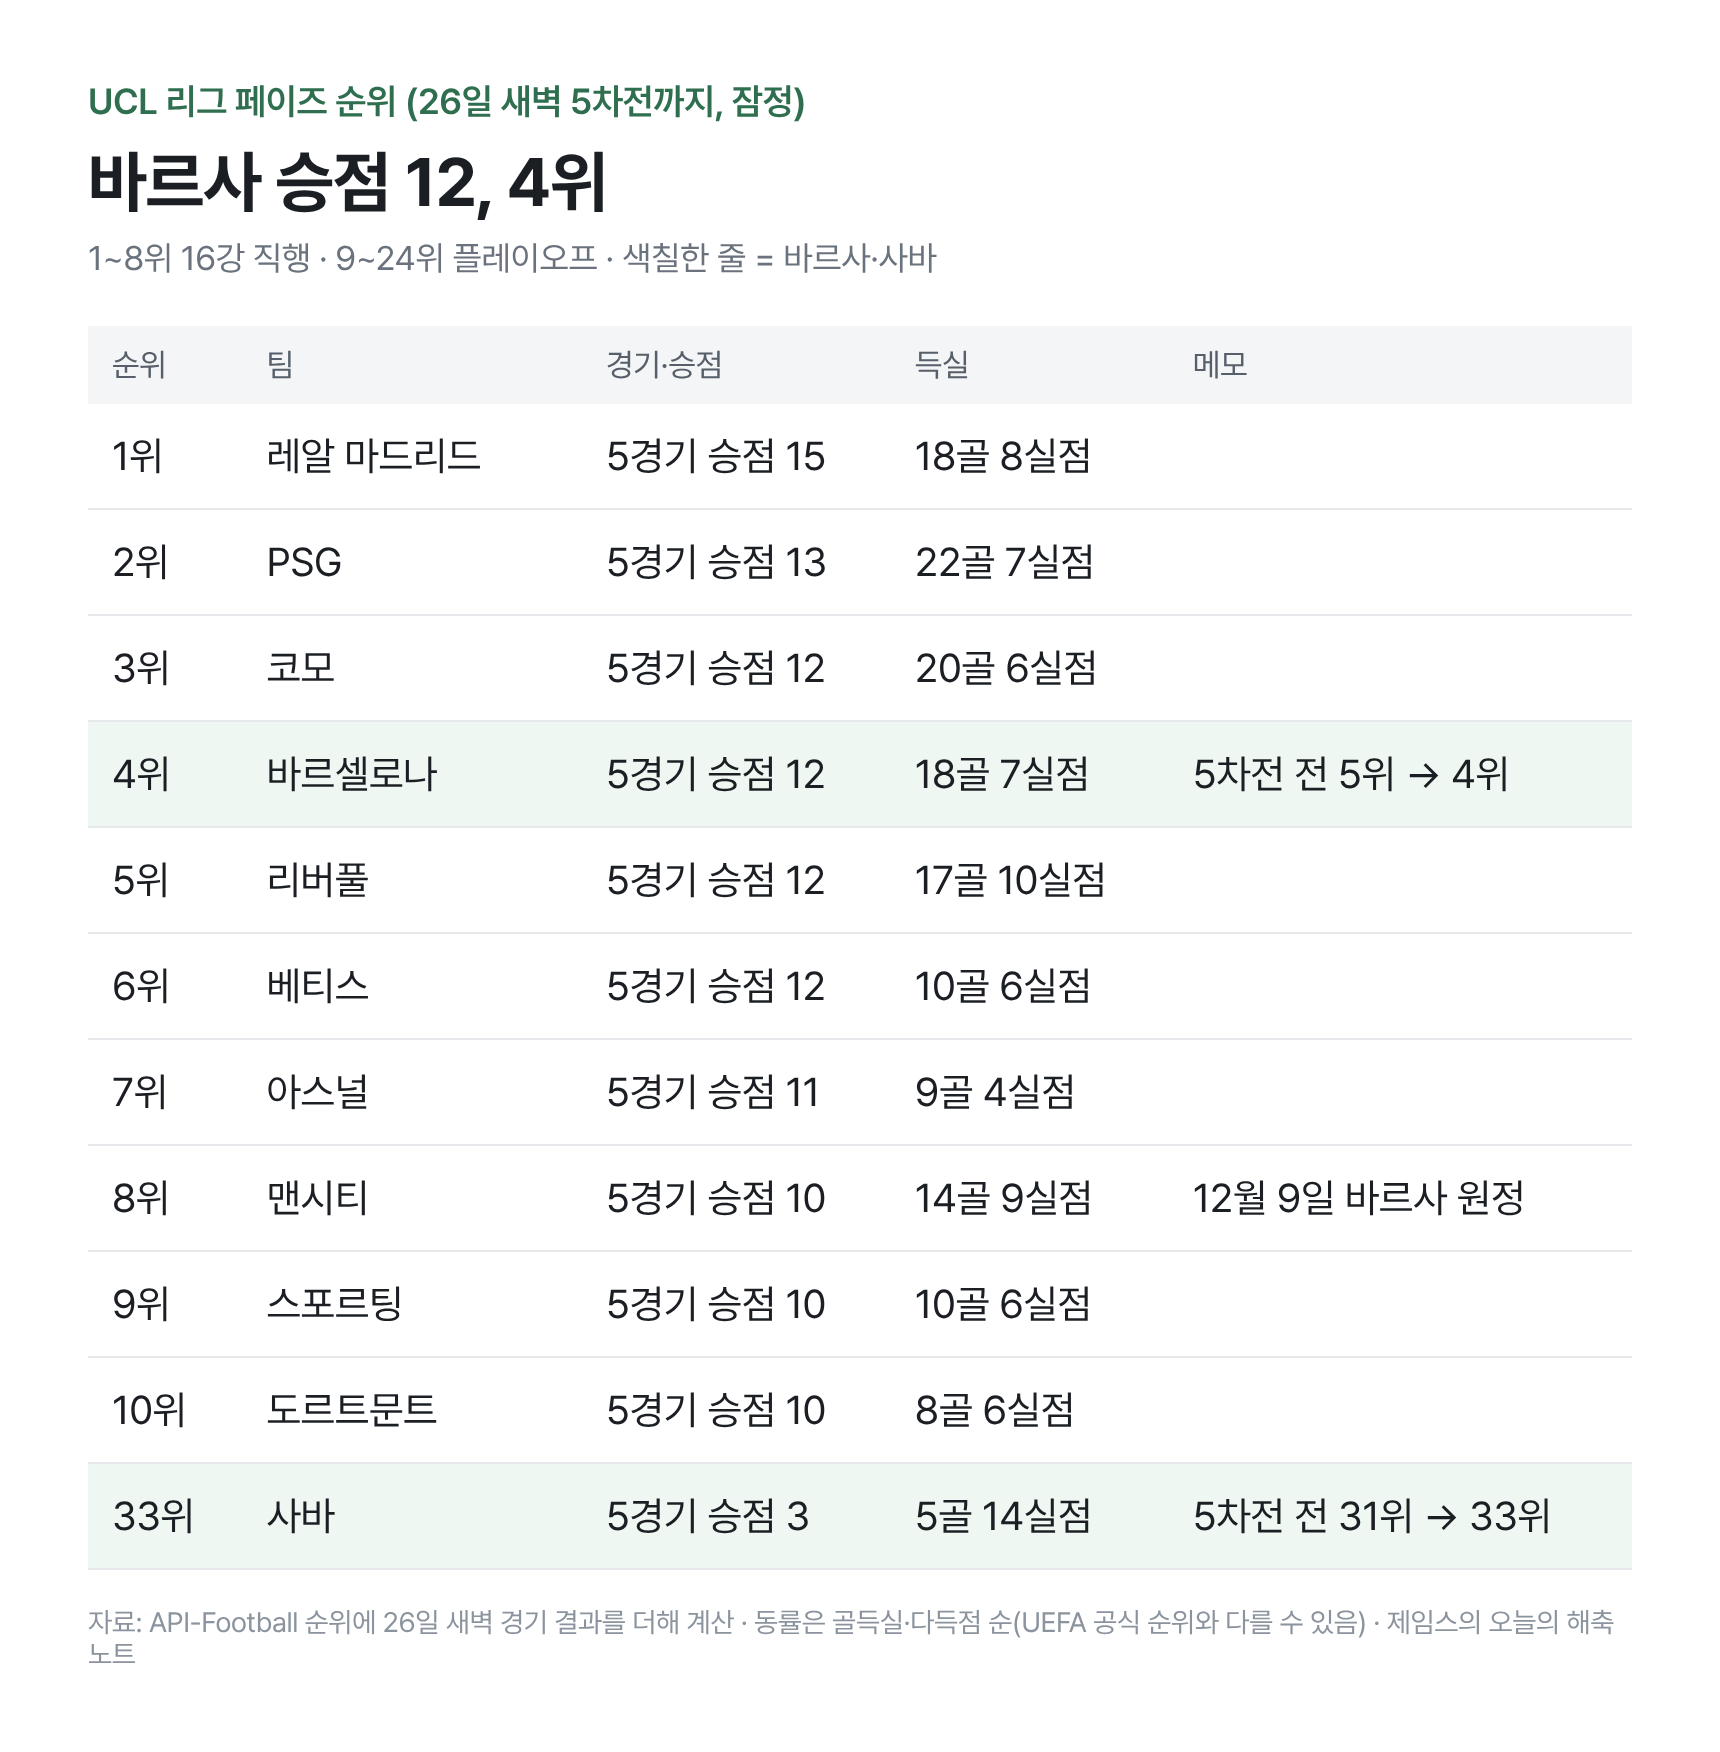 UCL 리그 페이즈 순위 (26일 새벽 5차전까지, 잠정)
바르사 승점 12, 4위
1~8위 16강 직행 · 9~24위 플레이오프 · 색칠한 줄 = 바르사·사바
순위 팀 경기·승점 득실 메모
1위 레알 마드리드 5경기 승점 15 18골 8실점
2위 PSG 5경기 승점 13 22골 7실점
3위 코모 5경기 승점 12 20골 6실점
4위 바르셀로나 5경기 승점 12 18골 7실점 5차전 전 5위 → 4위
5위 리버풀 5경기 승점 12 17골 10실점
6위 베티스 5경기 승점 12 10골 6실점
7위 아스널 5경기 승점 11 9골 4실점
8위 맨시티 5경기 승점 10 14골 9실점 12월 9일 바르사 원정
9위 스포르팅 5경기 승점 10 10골 6실점
10위 도르트문트 5경기 승점 10 8골 6실점
33위 사바 5경기 승점 3 5골 14실점 5차전 전 31위 → 33위
자료: API-Football 순위에 26일 새벽 경기 결과를 더해 계산 · 동률은 골득실·다득점 순(UEFA 공식 순위와 다를 수 있음) · 제임스의 오늘의 해축
노트